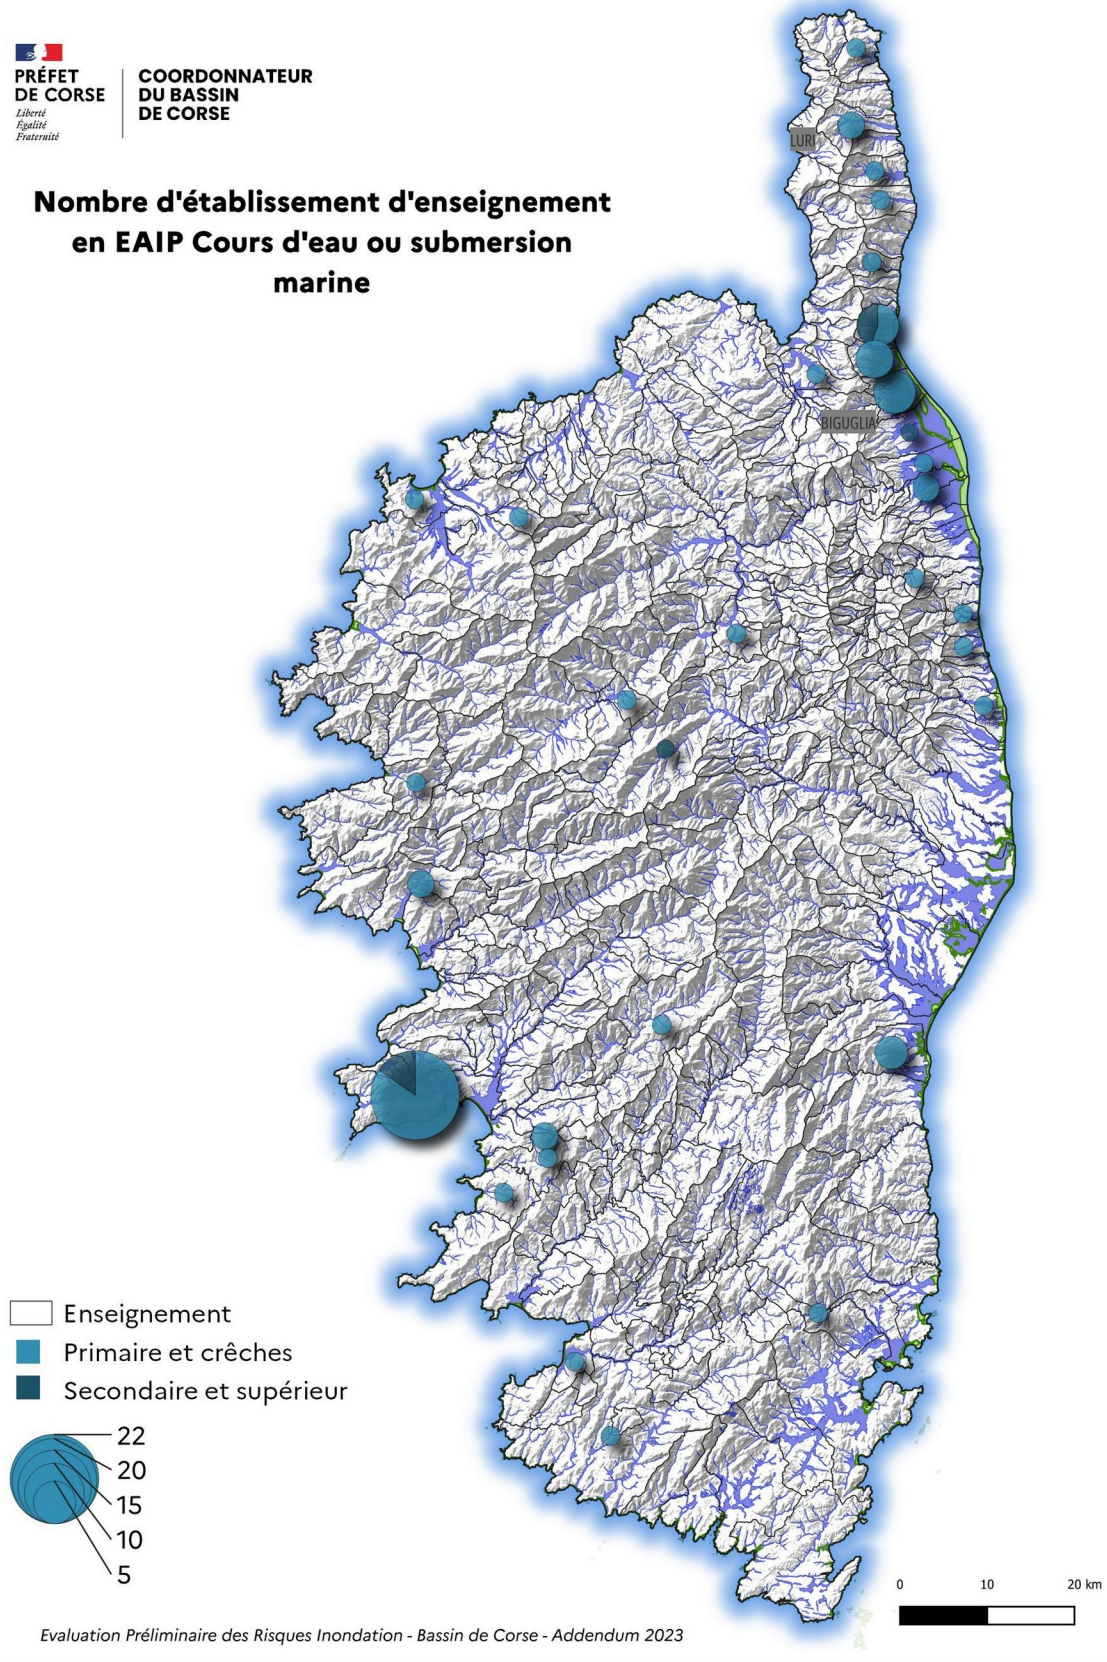 PRÉFET
DE CORSE
Liberté
Égalité
Fraternité
COORDONNATEUR
DU BASSIN
DE CORSE
Nombre d'établissement d'enseignement
en EAIP Cours d'eau ou submersion
marine
LURI
BIGUGLIA
Enseignement
Primaire et crêches
Secondaire et supérieur
22
20
15
10
5
0 10 20 km
Evaluation Préliminaire des Risques Inondation - Bassin de Corse - Addendum 2023